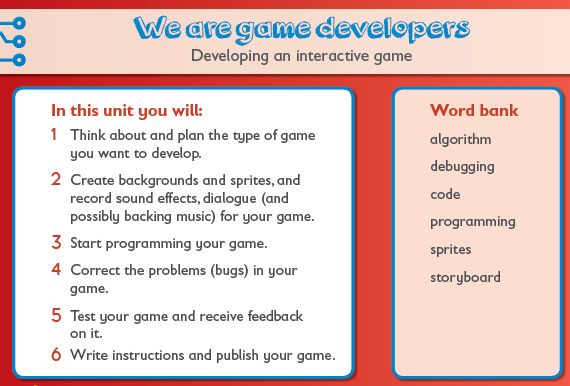 We are game developers
Developing an interactive game
In this unit you will:
1 Think about and plan the type of game
you want to develop.
2 Create backgrounds and sprites, and
record sound effects, dialogue (and
possibly backing music) for your game.
3 Start programming your game.
4 Correct the problems (bugs) in your
game.
5 Test your game and receive feedback
on it.
6 Write instructions and publish your game.
Word bank
algorithm
debugging
code
programming
sprites
storyboard